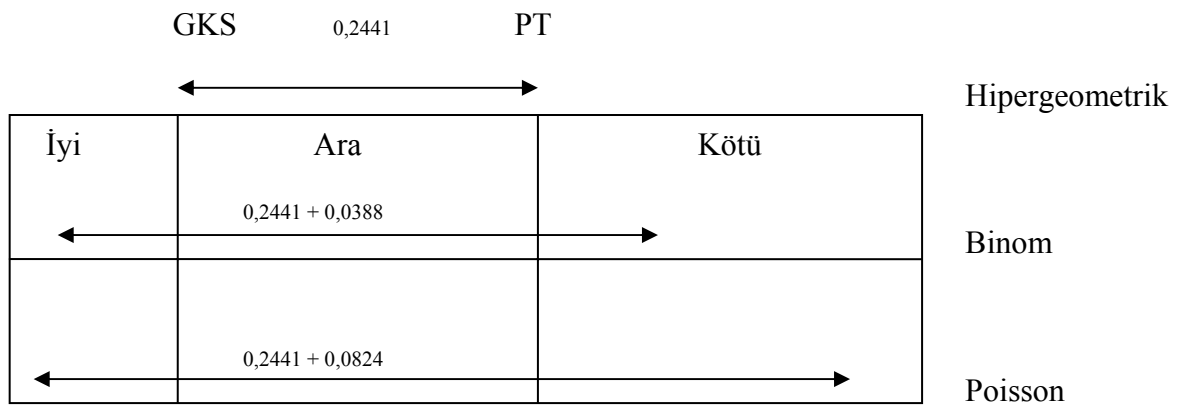 GKS 0,2441 PT
Hipergeometrik
İyi Ara Kötü
0,2441 + 0,0388
Binom
0,2441 + 0,0824
Poisson